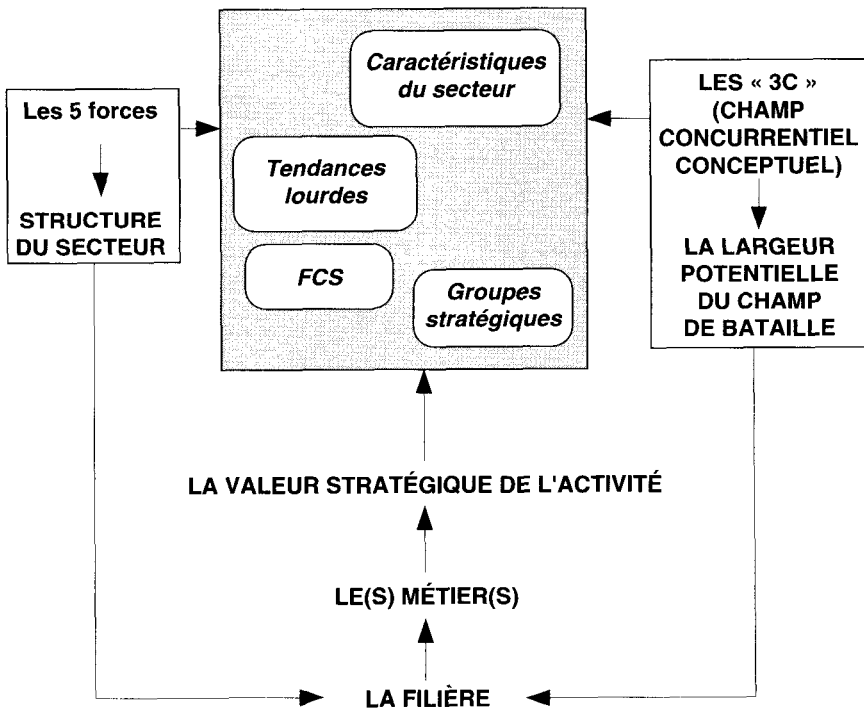 Les 5 forces
STRUCTURE
DU SECTEUR
Caractéristiques
du secteur
Tendances
lourdes
FCS
Groupes
stratégiques
LES « 3C »
(CHAMP
CONCURRENTIEL
CONCEPTUEL)
LA LARGEUR
POTENTIELLE
DU CHAMP
DE BATAILLE
LA VALEUR STRATÉGIQUE DE L'ACTIVITÉ
LE(S) MÉTIER(S)
LA FILIÈRE